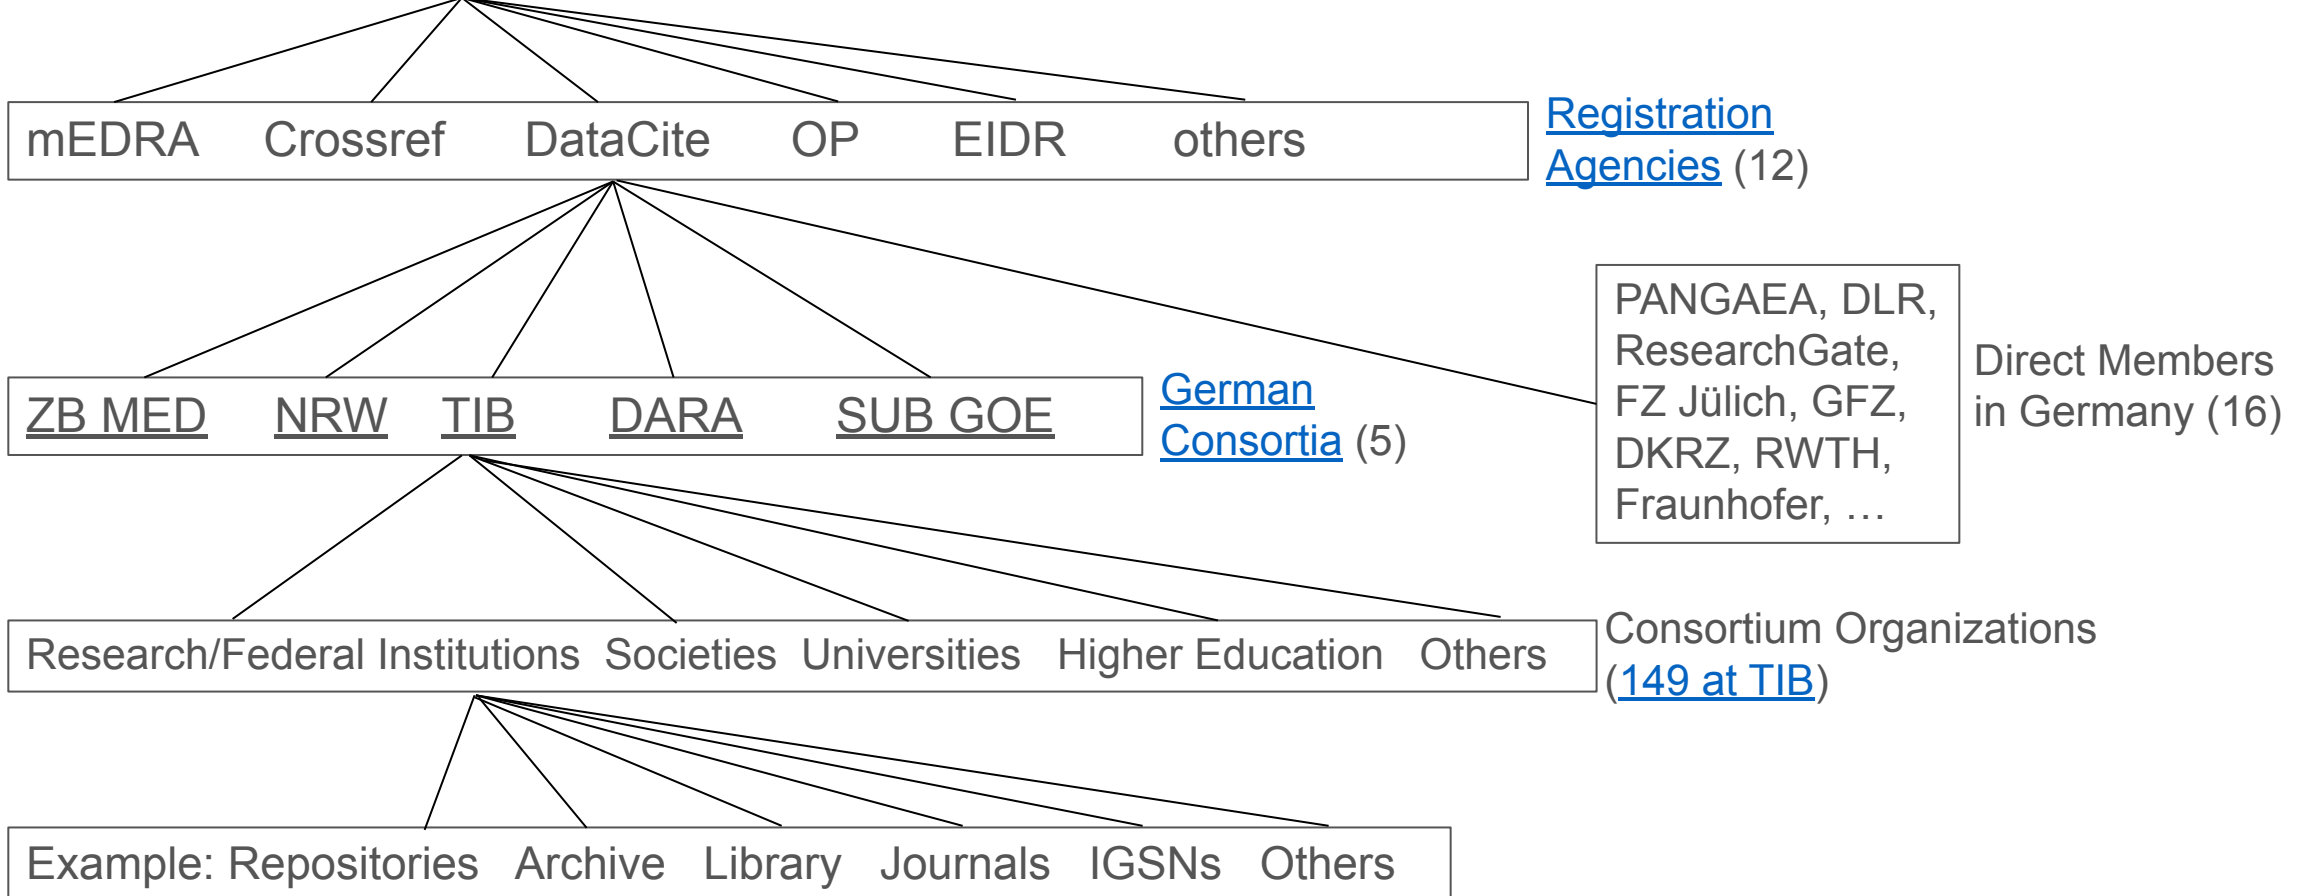 mEDRA Crossref DataCite OP EIDR others
Registration
Agencies (12)
ZB MED NRW TIB DARA SUB GOE
German
Consortia (5)
PANGAEA, DLR,
ResearchGate,
FZ Jülich, GFZ,
DKRZ, RWTH,
Fraunhofer, …
Direct Members
in Germany (16)
Research/Federal Institutions Societies Universities Higher Education Others
Consortium Organizations
(149 at TIB)
Example: Repositories Archive Library Journals IGSNs Others